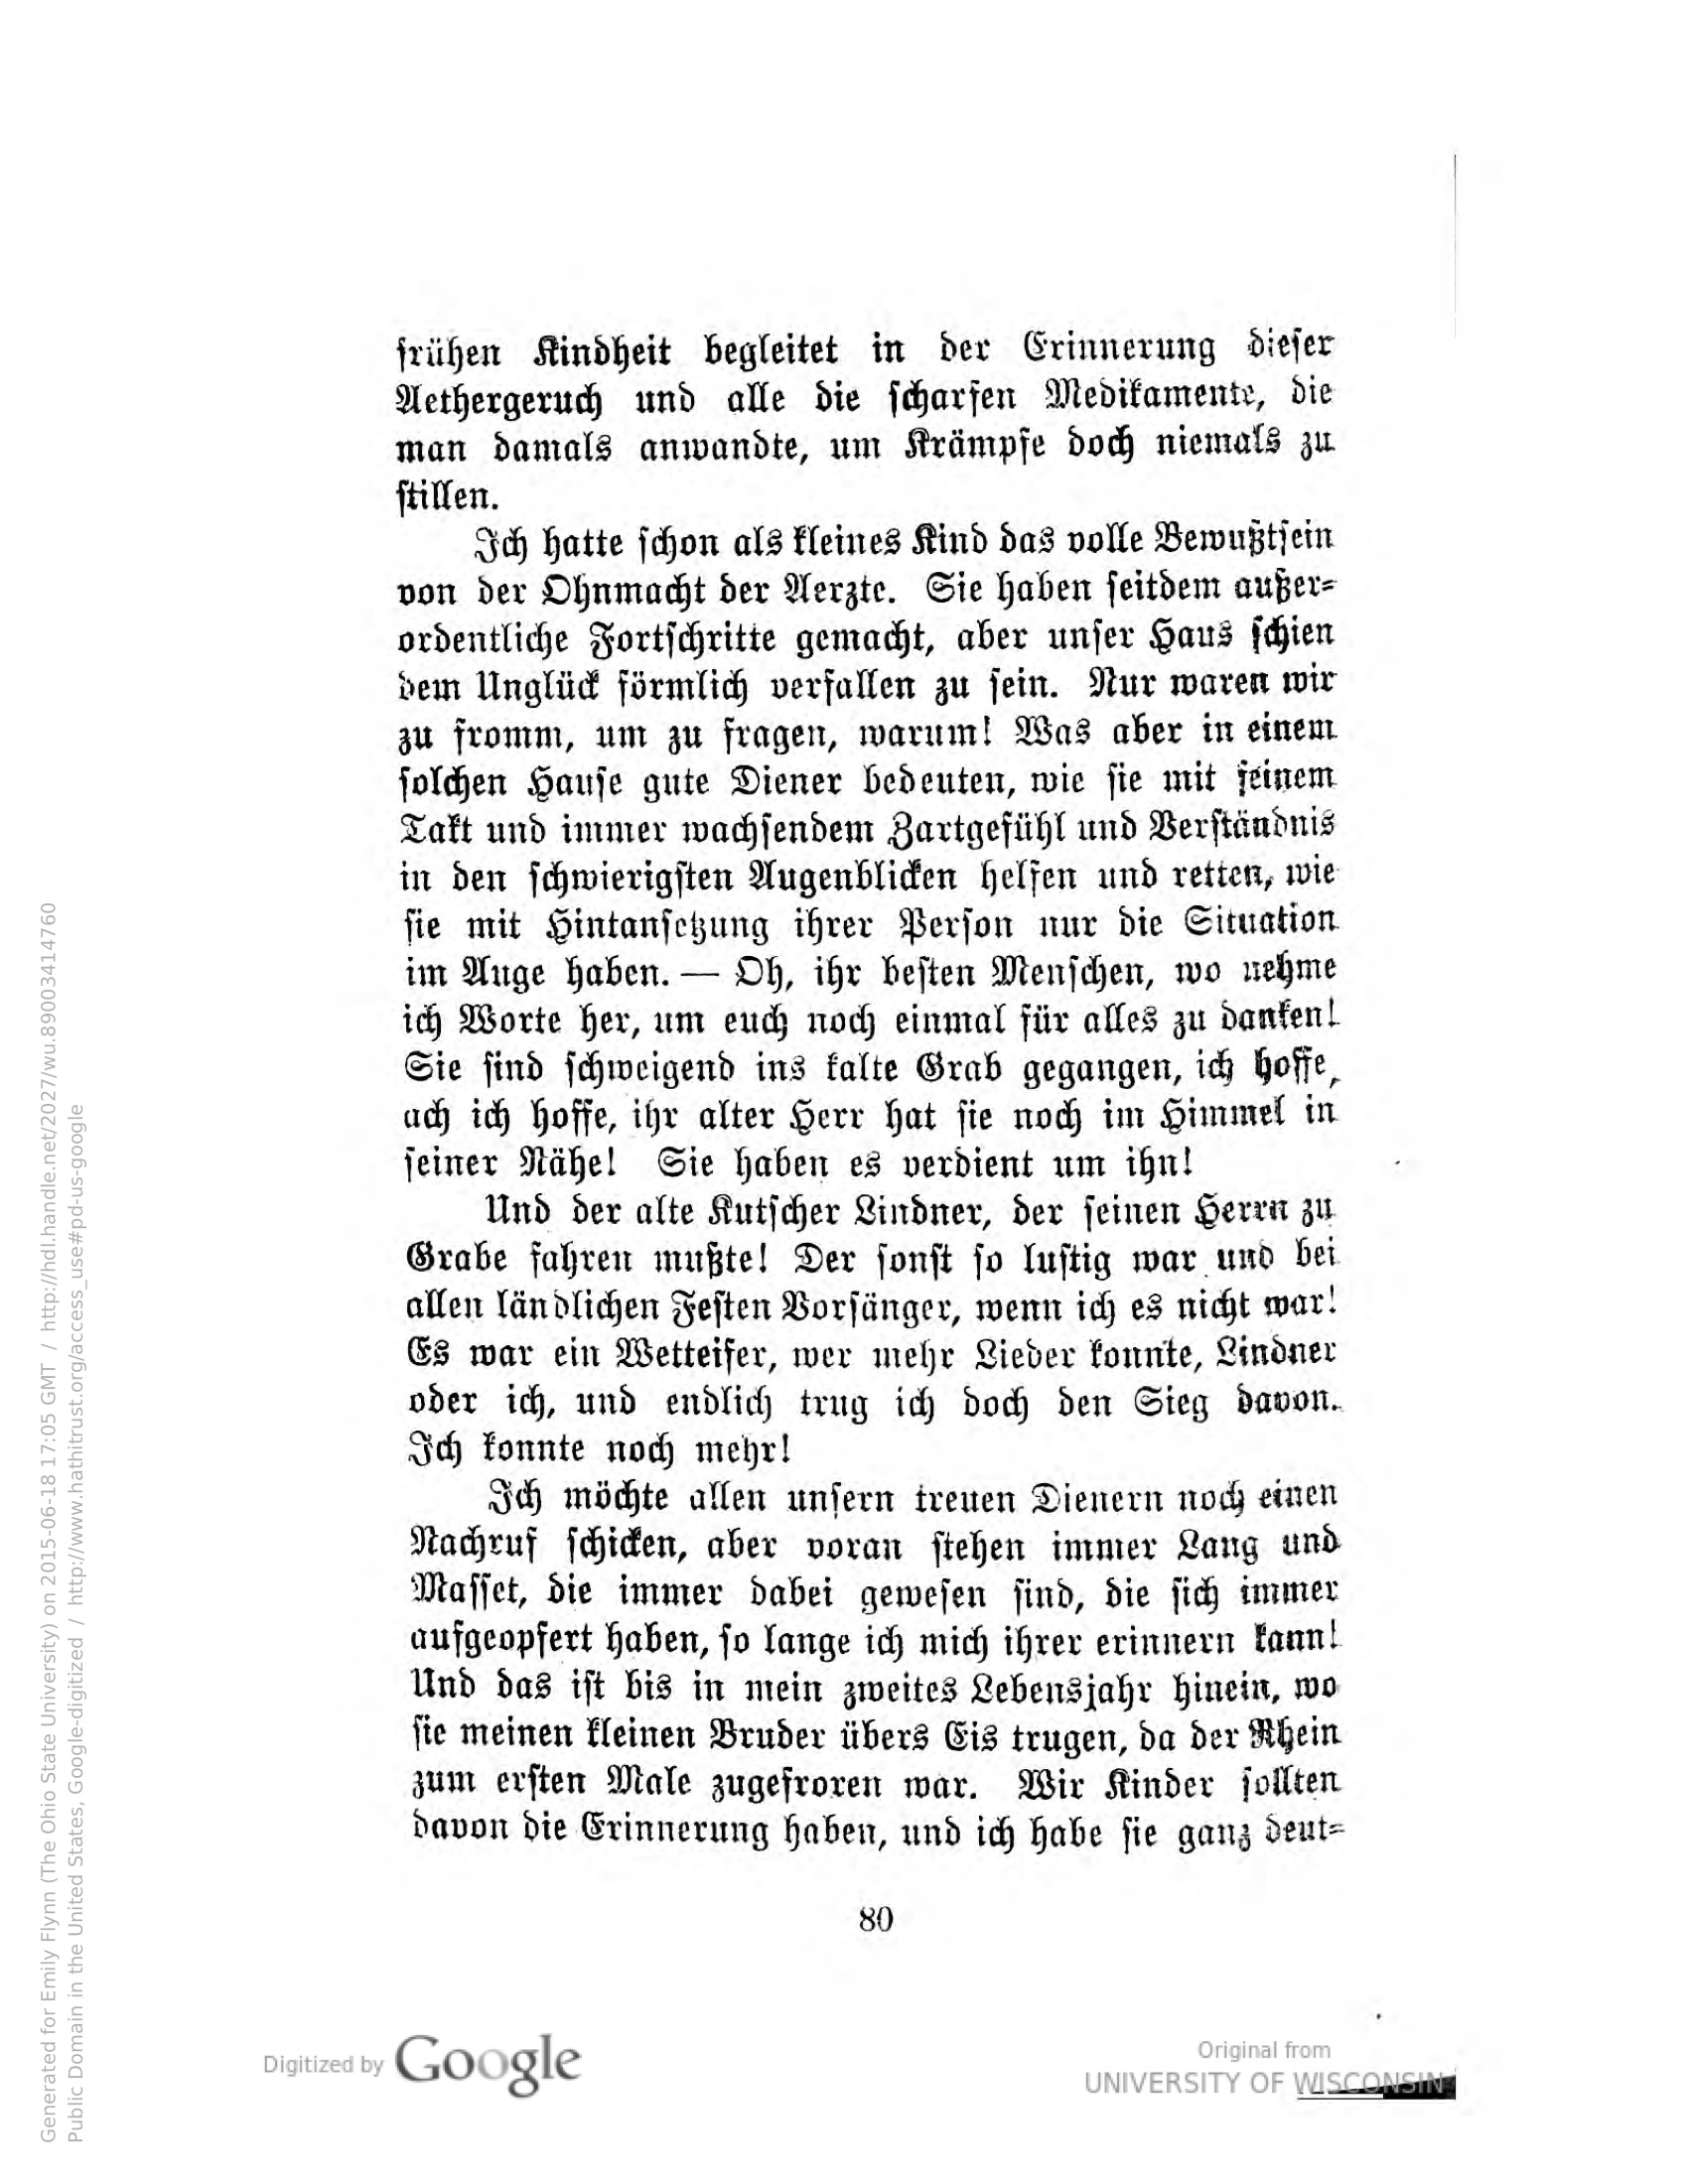 frühen Kindheit begleitet in der Erinnerung dieser
Aethergeruch und alle die scharfen Medikamente, die
man damals anwandte, um Krämpfe doch niemals zu
stillen.
Ich hatte schon als kleines Kind das volle Bewußtsein
von der Ohnmacht der Aerzte. Sie haben seitdem außer=
ordentliche Fortschritte gemacht, aber unser Haus schien
dem Unglück förmlich verfallen zu sein. Nur waren wir
zu fromm, um zu fragen, warum! Was aber in einem
solchen Hause gute Diener bedeuten, wie sie mit feinem
Takt und immer wachsendem Zartgefühl und Verständnis
in den schwierigsten Augenblicken helfen und retten, wie
sie mit Hintansetzung ihrer Person nur die Situation
im Auge haben. — Oh, ihr besten Menschen, wo nehme
ich Worte her, um euch noch einmal für alles zu danken!
Sie sind schweigend ins kalte Grab gegangen, ich hoffe,
ach ich hoffe, ihr alter Herr hat sie noch im Himmel in
seiner Nähe! Sie haben es verdient um ihn!
Und der alte Kutscher Lindner, der seinen Herrn zu
Grabe fahren mußte! Der sonst so lustig war und bei
allen ländlichen Festen Vorsänger, wenn ich es nicht war!
Es war ein Wetteifer, wer mehr Lieder konnte, Lindner
oder ich, und endlich trug ich doch den Sieg davon.
Ich konnte noch mehr!
Ich möchte allen unsern treuen Dienern noch einen
Nachruf schicken, aber voran stehen immer Lang und
Masset, die immer dabei gewesen sind, die sich immer
aufgeopfert haben, so lange ich mich ihrer erinnern kann!
Und das ist bis in mein zweites Lebensjahr hinein, wo
sie meinen kleinen Bruder übers Eis trugen, da der Rhein
zum ersten Male zugefroren war. Wir Kinder sollten
davon die Erinnerung haben, und ich habe sie ganz deut=
80
Digitized by Google
Original from
UNIVERSITY OF WISCONSIN
Generated for Emily Flynn (The Ohio State University) on 2015-06-18 17:05 GMT / http://hdl.handle.net/2027/wu.89003414760
Public Domain in the United States, Google-digitized / http://www.hathitrust.org/access_use#pd-us-google